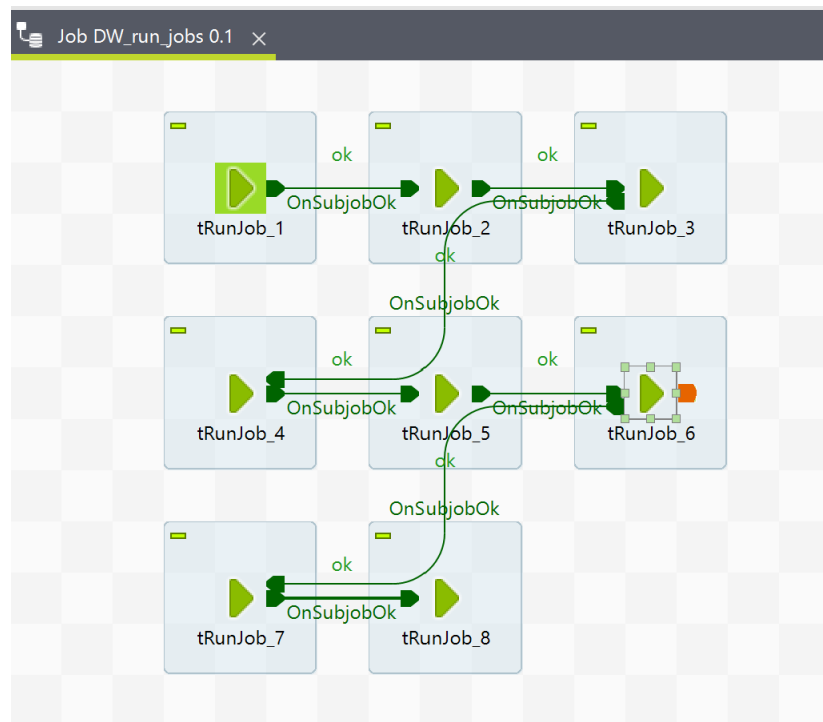 Job DW_run_jobs 0.1
ok
ok
OnSubjobOk
OnSubjobOk
tRunJob_1
tRunJob_2
tRunJob_3
ok
OnSubjobOk
ok
ok
OnSubjobOk
OnSubjobOk
tRunJob_4
tRunJob_5
tRunJob_6
ok
OnSubjobOk
ok
OnSubjobOk
tRunJob_7
tRunJob_8